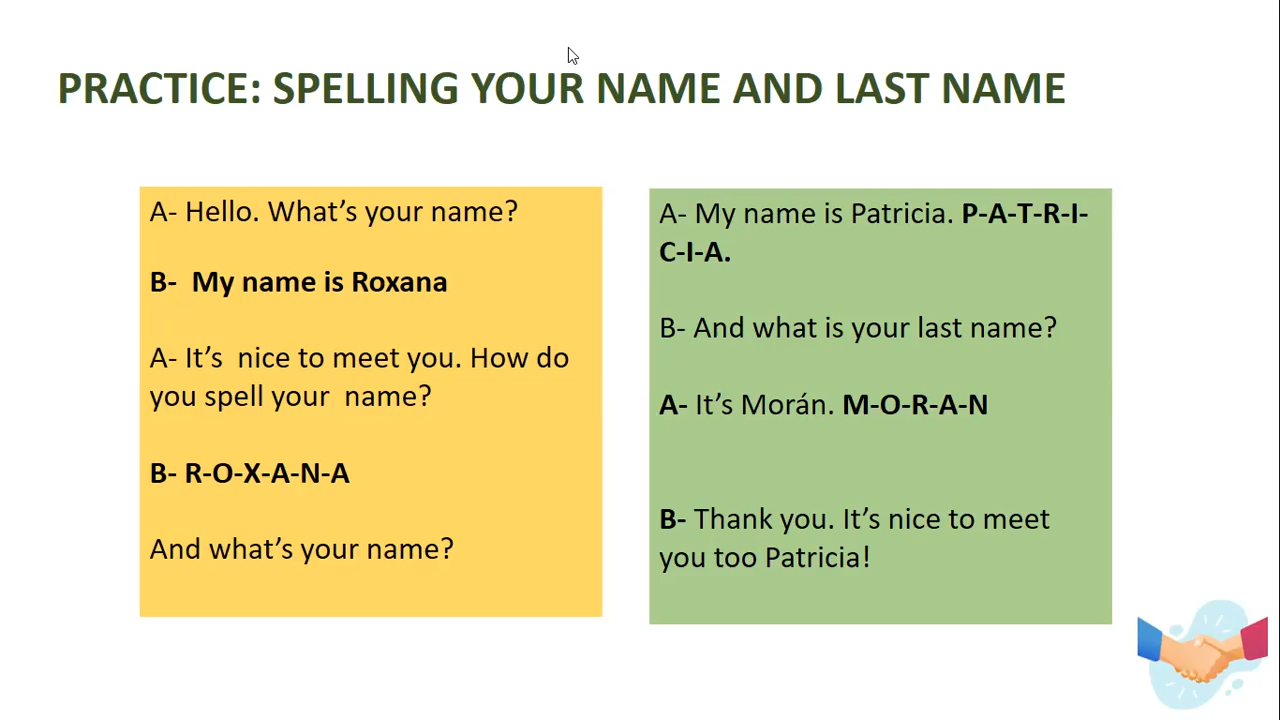 PRACTICE: SPELLING YOUR NAME AND LAST NAME
A- Hello. What’s your name?
B-  My name is Roxana
A- It’s  nice to meet you. How do
you spell your  name?
B- R-O-X-A-N-A
And what’s your name?
A- My name is Patricia. P-A-T-R-I-
C-I-A.
B- And what is your last name?
A- It’s Morán. M-O-R-A-N
B- Thank you. It’s nice to meet
you too Patricia!